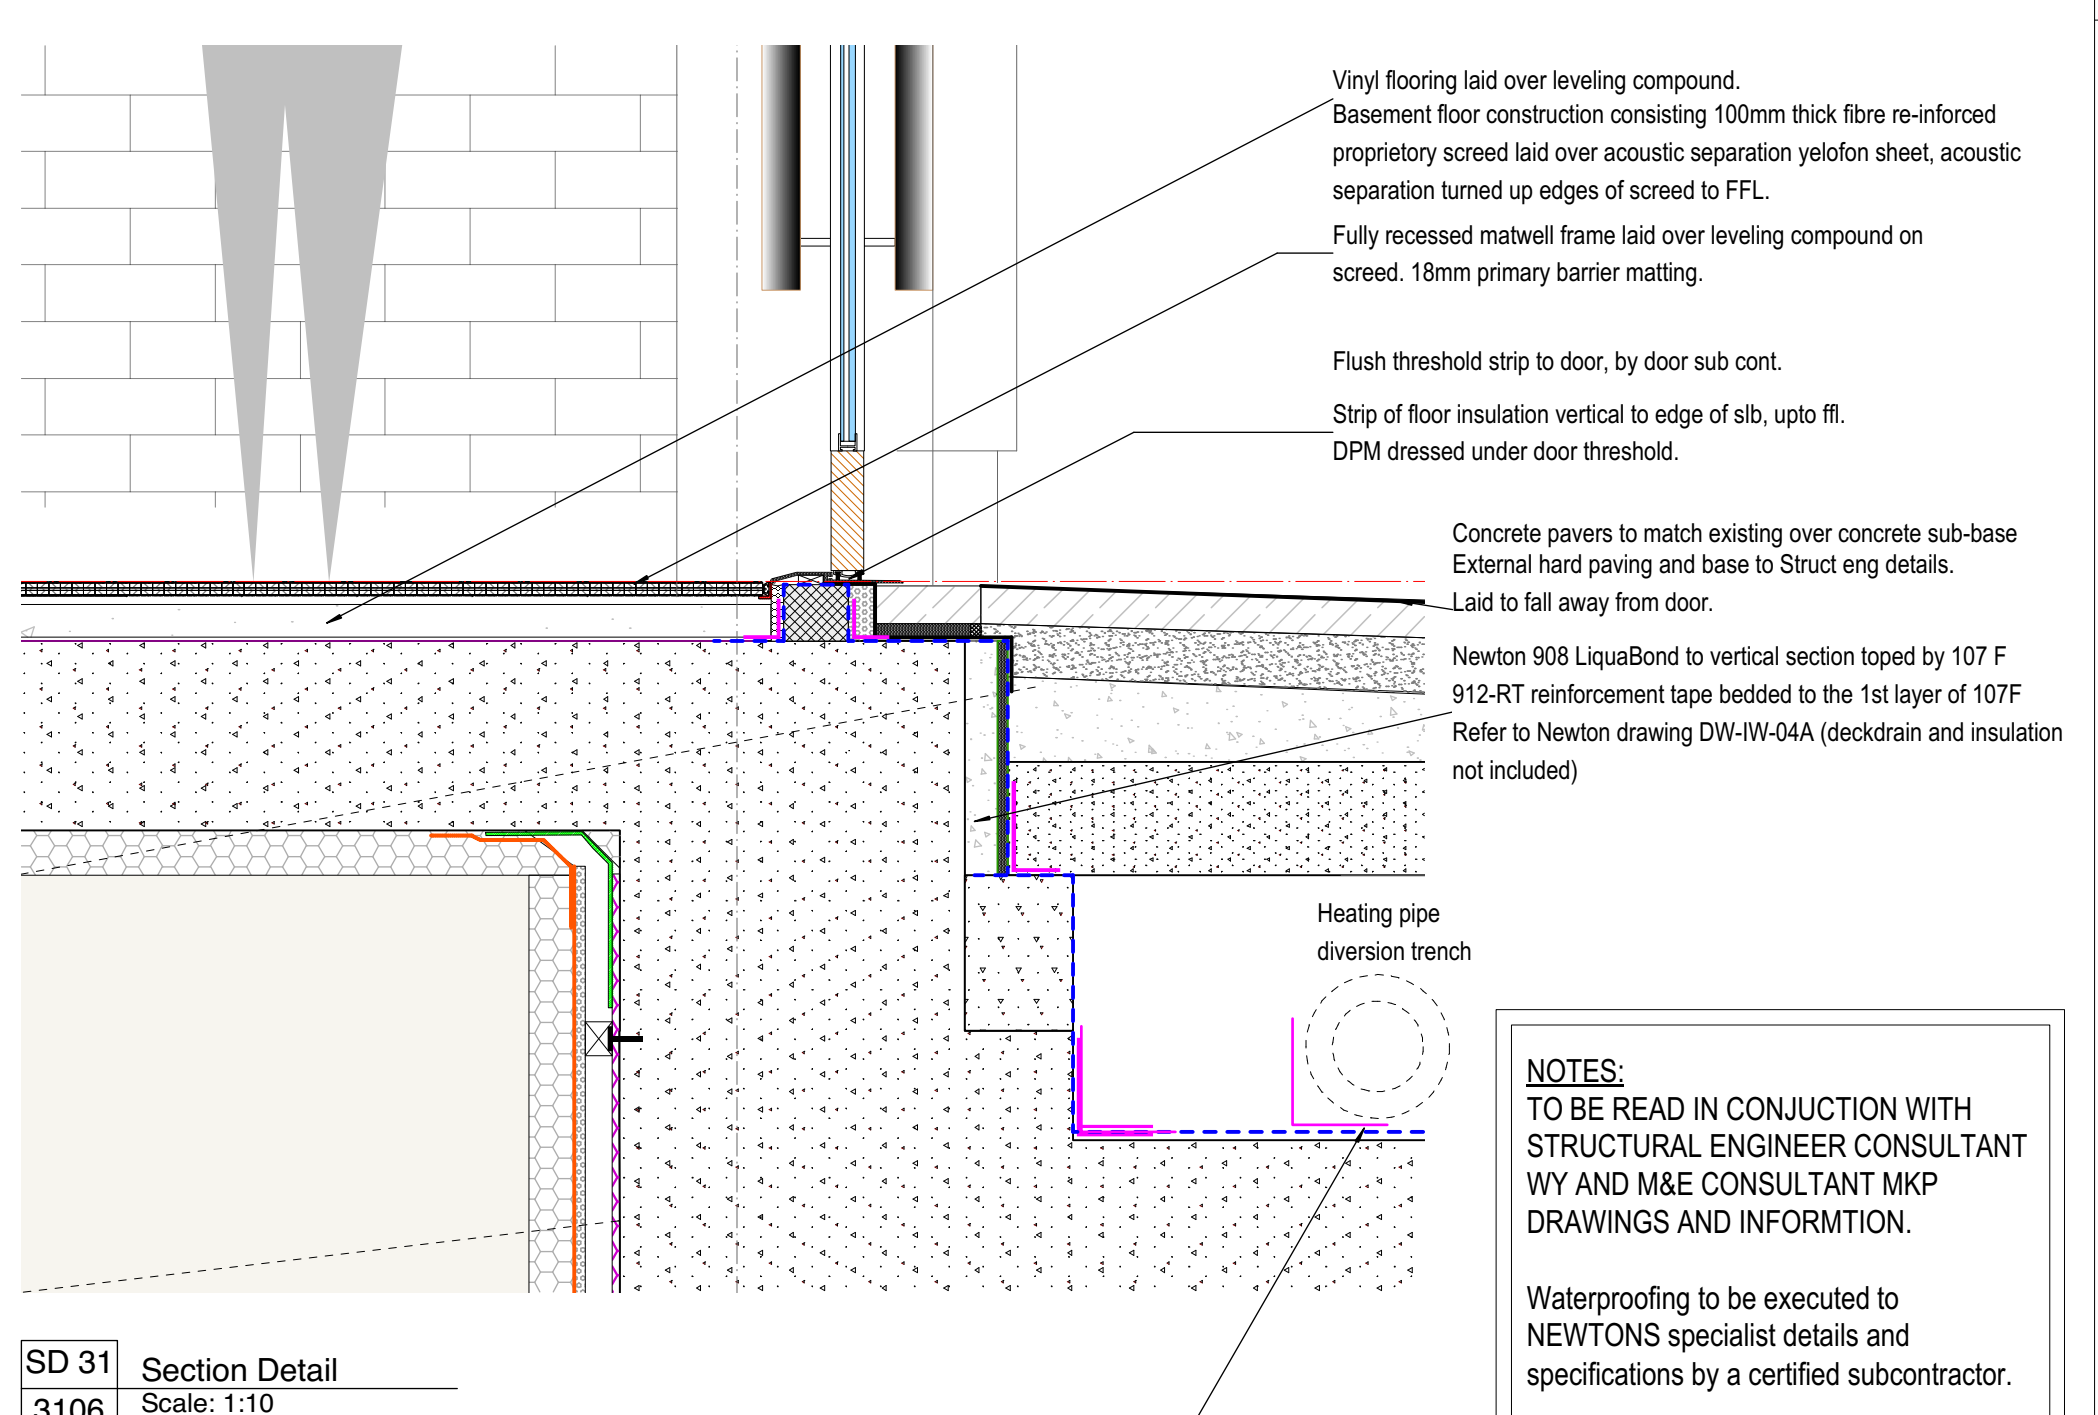 Vinyl flooring laid over leveling compound.
Basement floor construction consisting 100mm thick fibre re-inforced
proprietory screed laid over acoustic separation yelofon sheet, acoustic
separation turned up edges of screed to FFL.
Fully recessed matwell frame laid over leveling compound on
screed. 18mm primary barrier matting.
Flush threshold strip to door, by door sub cont.
Strip of floor insulation vertical to edge of slb, upto ffl.
DPM dressed under door threshold.
Concrete pavers to match existing over concrete sub-base
External hard paving and base to Struct eng details.
Laid to fall away from door.
Newton 908 LiquaBond to vertical section toped by 107 F
912-RT reinforcement tape bedded to the 1st layer of 107F
Refer to Newton drawing DW-IW-04A (deckdrain and insulation
not included)
Heating pipe
diversion trench
NOTES:
TO BE READ IN CONJUCTION WITH
STRUCTURAL ENGINEER CONSULTANT
WY AND M&E CONSULTANT MKP
DRAWINGS AND INFORMTION.
Waterproofing to be executed to
NEWTONS specialist details and
specifications by a certified subcontractor.
SD 31
Section Detail
3106
Scale: 1:10